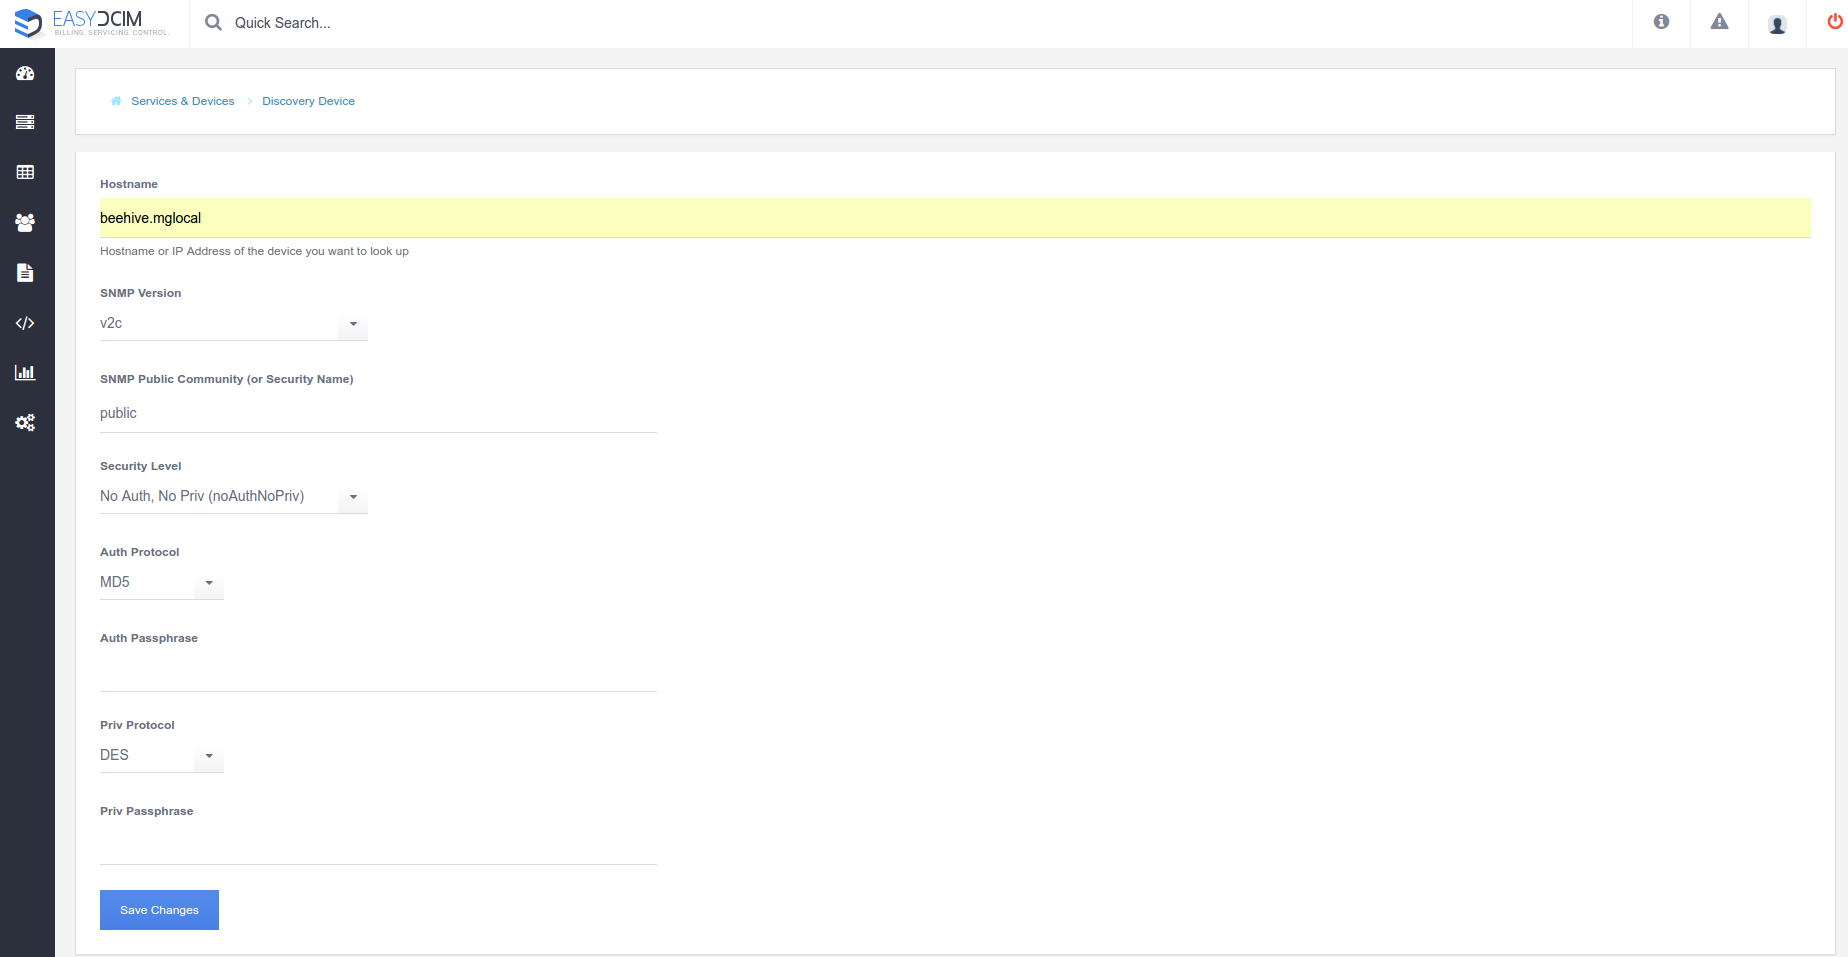 EASYDCIM
BILLING. SERVICING. CONTROL.
Quick Search...
Services & Devices
Discovery Device
Hostname
beehive.mglocal
Hostname or IP Address of the device you want to look up
SNMP Version
v2c
SNMP Public Community (or Security Name)
public
Security Level
No Auth, No Priv (noAuthNoPriv)
Auth Protocol
MD5
Auth Passphrase
Priv Protocol
DES
Priv Passphrase
Save Changes